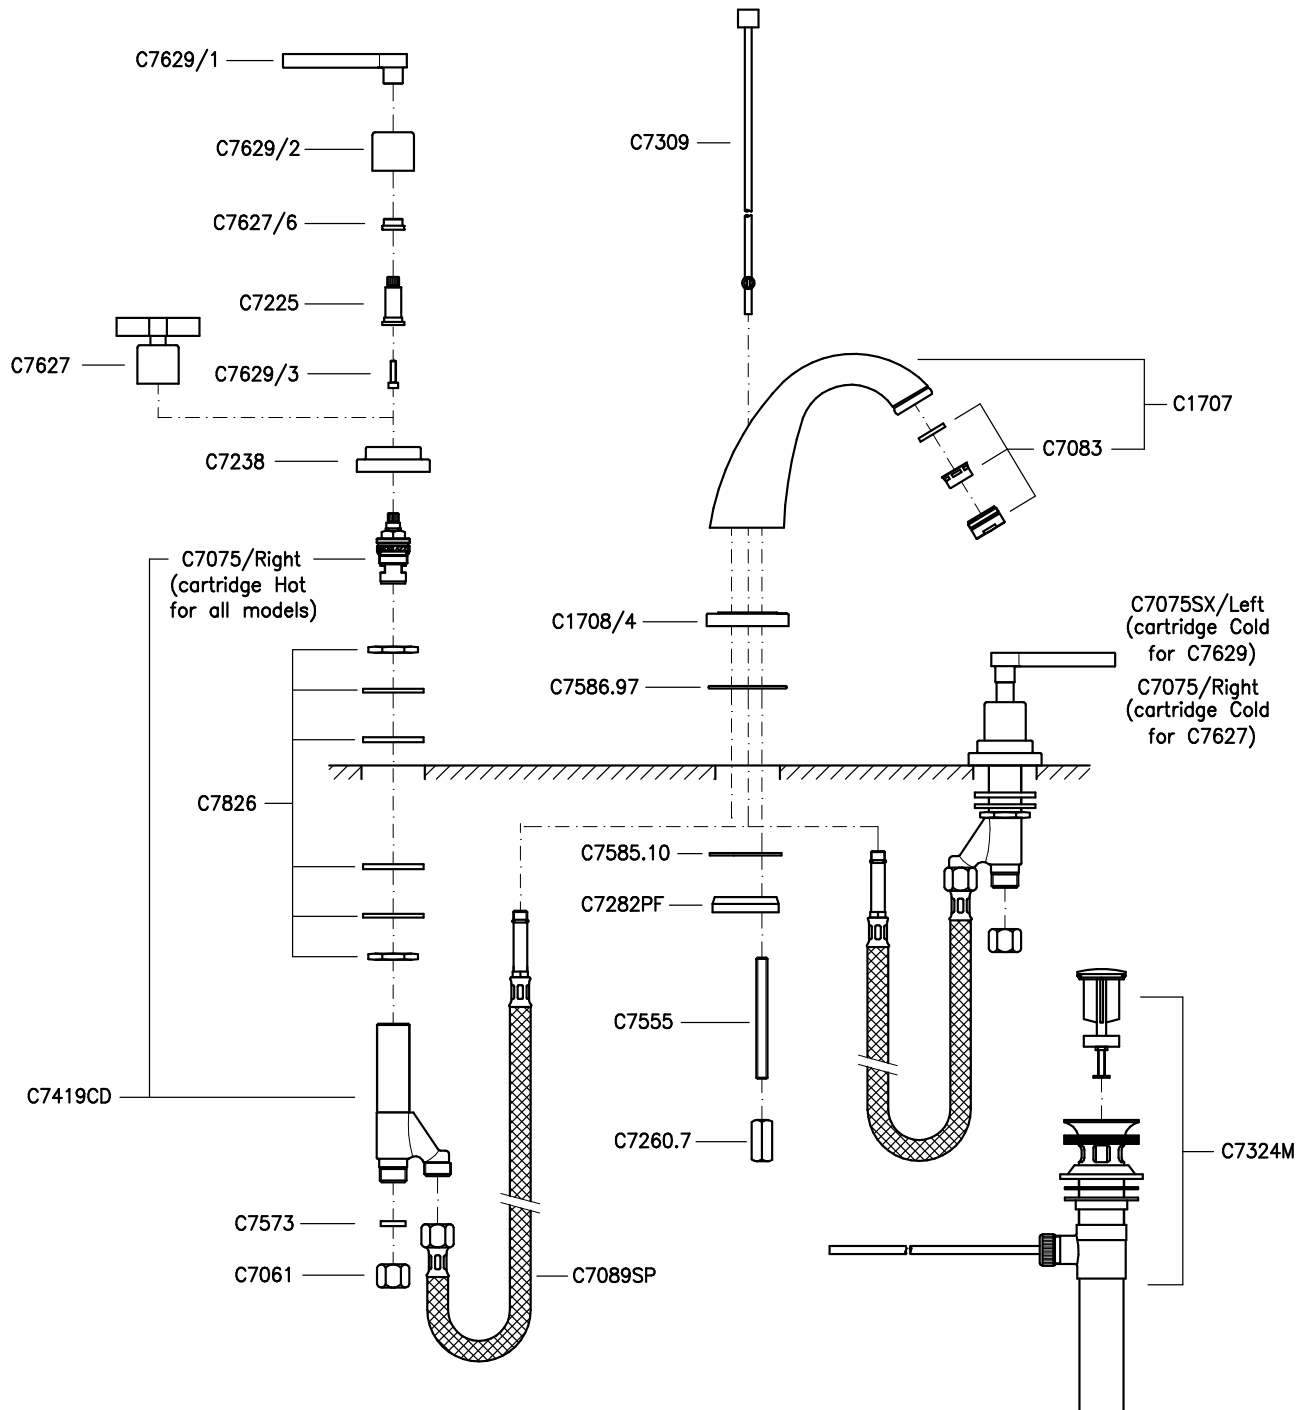 C7629/1
C7629/2
C7627/6
C7225
C7627
C7629/3
C7238
C7075/Right
(cartridge Hot
for all models)
C7826
C7419CD
C7573
C7061
C7089SP
C7309
C1707
C7083
C1708/4
C7586.97
C7075SX/Left
(cartridge Cold
for C7629)
C7075/Right
(cartridge Cold
for C7627)
C7585.10
C7282PF
C7555
C7260.7
C7324M